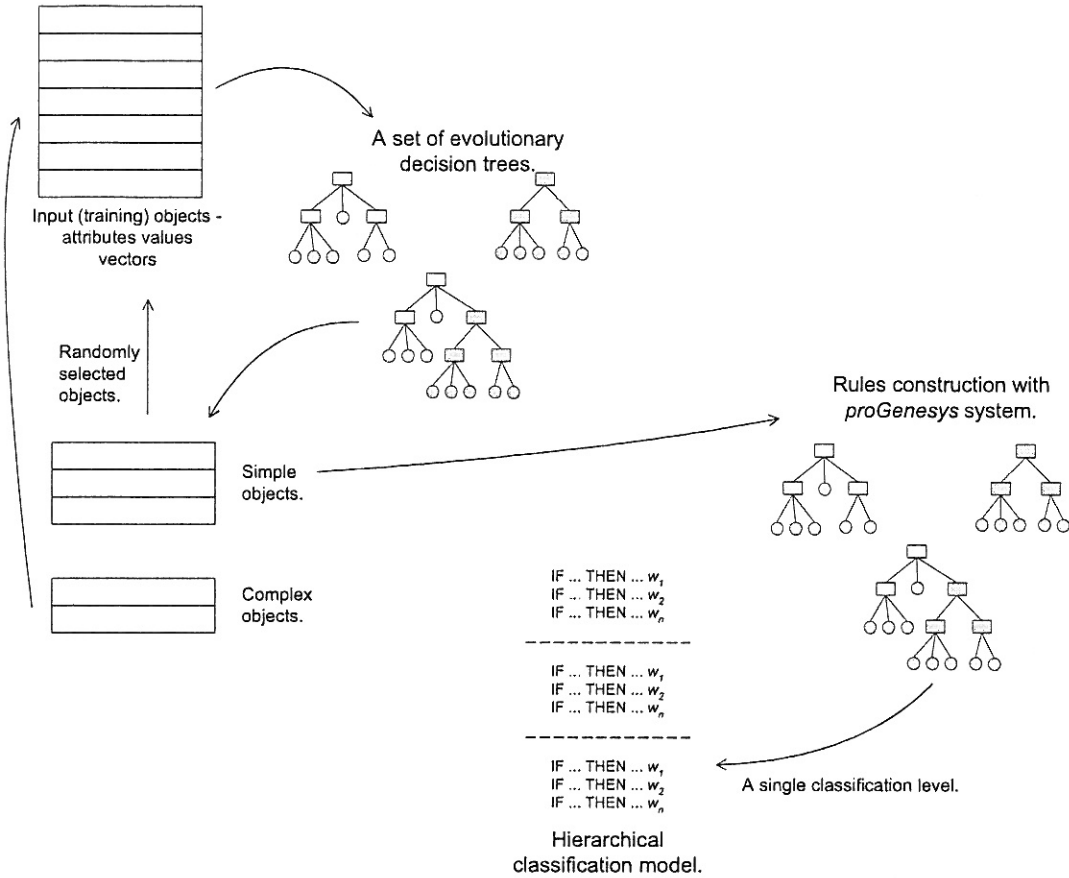 A set of evolutionary
decision trees.
Input (training) objects -
attributes values
vectors
Randomly
selected
objects.
Rules construction with
proGenesys system.
Simple
objects.
Complex
objects.
IF ... THEN ... w1
IF ... THEN ... w2
IF ... THEN ... wn
IF ... THEN ... w1
IF ... THEN ... w2
IF ... THEN ... wn
IF ... THEN ... w1
IF ... THEN ... w2
IF ... THEN ... wn
A single classification level.
Hierarchical
classification model.